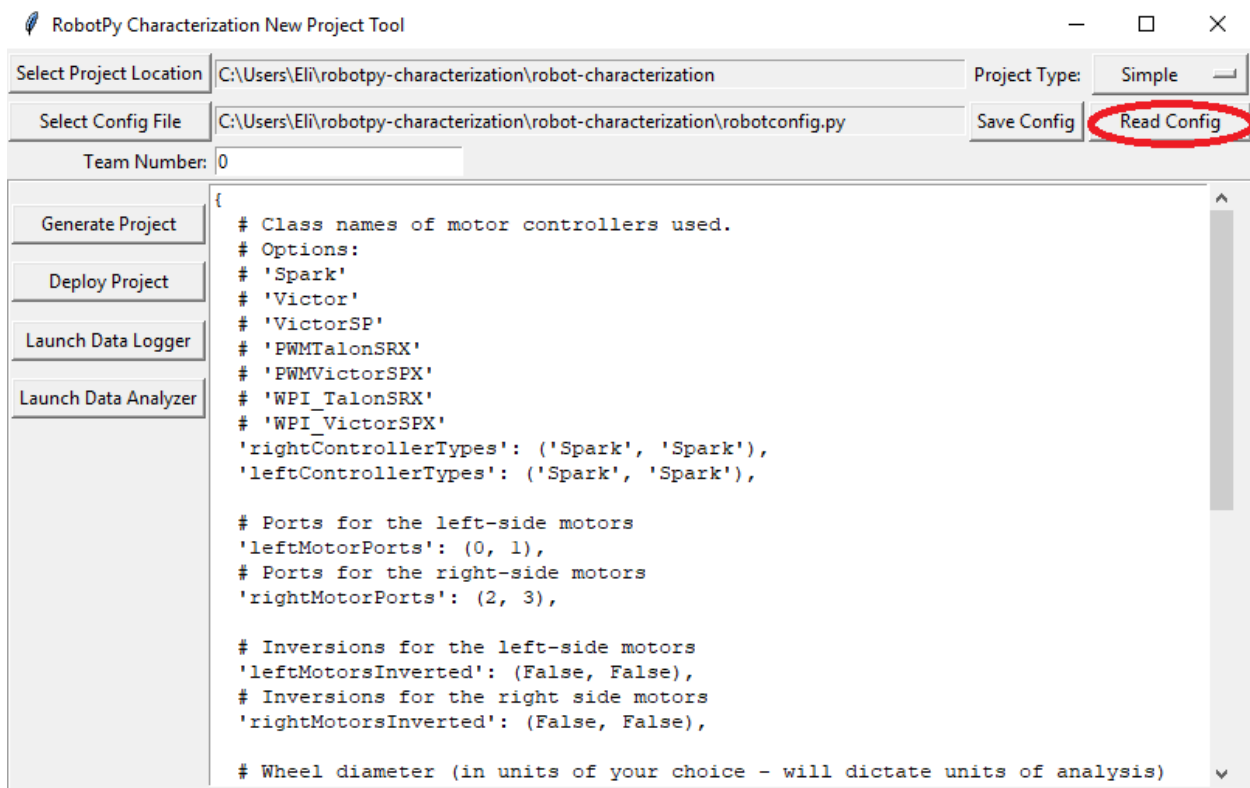 RobotPy Characterization New Project Tool
Select Project Location C:\Users\Eli\robotpy-characterization\robot-characterization Project Type: Simple
Select Config File C:\Users\Eli\robotpy-characterization\robot-characterization\robotconfig.py Save Config Read Config
Team Number: 0
Generate Project
Deploy Project
Launch Data Logger
Launch Data Analyzer
{
# Class names of motor controllers used.
# Options:
# 'Spark'
# 'Victor'
# 'VictorSP'
# 'PWMTalonSRX'
# 'PWMVictorSPX'
# 'WPI_TalonSRX'
# 'WPI_VictorSPX'
'rightControllerTypes': ('Spark', 'Spark'),
'leftControllerTypes': ('Spark', 'Spark'),
# Ports for the left-side motors
'leftMotorPorts': (0, 1),
# Ports for the right-side motors
'rightMotorPorts': (2, 3),
# Inversions for the left-side motors
'leftMotorsInverted': (False, False),
# Inversions for the right side motors
'rightMotorsInverted': (False, False),
# Wheel diameter (in units of your choice - will dictate units of analysis)